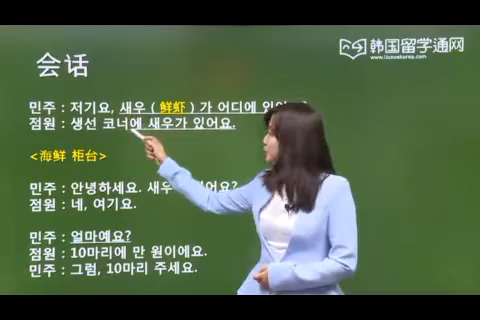 韩国留学通网
www.liuxuekorea.com
会话
민주 : 저기요, 새우 ( 鲜虾 ) 가 어디에
점원 : 생선 코너에 새우가 있어요.
<海鲜 柜台>
민주 : 안녕하세요. 새우
점원 : 네, 여기요.
민주 : 얼마예요?
점원 : 10마리에 만 원이에요.
민주 : 그럼, 10마리 주세요.